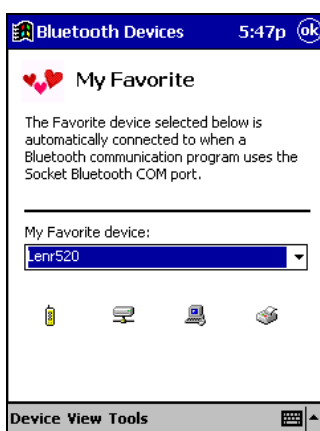 Bluetooth Devices 5:47p ok
My Favorite
The Favorite device selected below is
automatically connected to when a
Bluetooth communication program uses the
Socket Bluetooth COM port.
My Favorite device:
Lenr520
Device View Tools